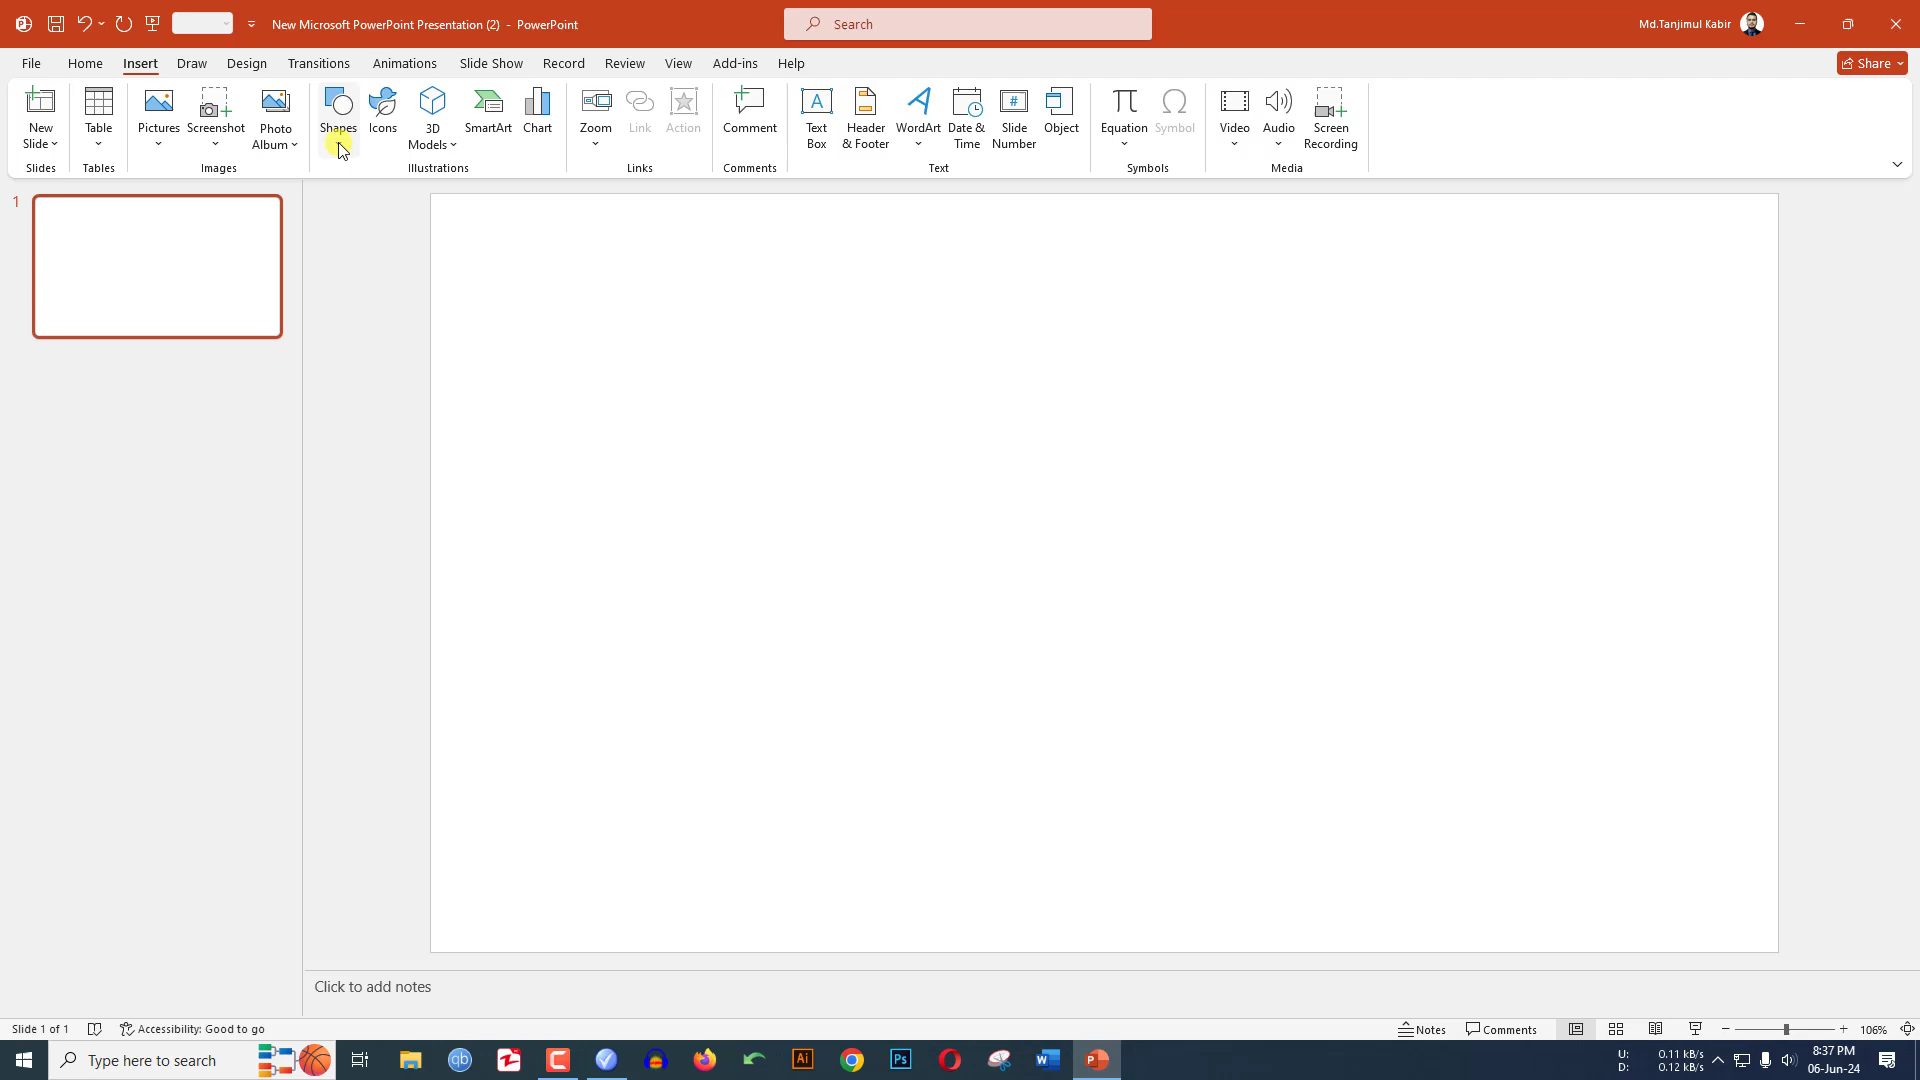 New Microsoft PowerPoint Presentation (2) - PowerPoint
Search
Md.Tanjimul Kabir
File Home Insert Draw Design Transitions Animations Slide Show Record Review View Add-ins Help
Share
New Slide
Table
Pictures
Screenshot
Photo Album
Shapes
Icons
3D Models
SmartArt
Chart
Zoom
Link
Action
Comment
Text Box
Header & Footer
WordArt
Date & Time
Slide Number
Object
Equation
Symbol
Video
Audio
Screen Recording
Slides Tables Images Illustrations Links Comments Text Symbols Media
1
Click to add notes
Slide 1 of 1
Accessibility: Good to go
Notes
Comments
106%
Type here to search
U: 0.11 kB/s
D: 0.12 kB/s
8:37 PM
06-Jun-24